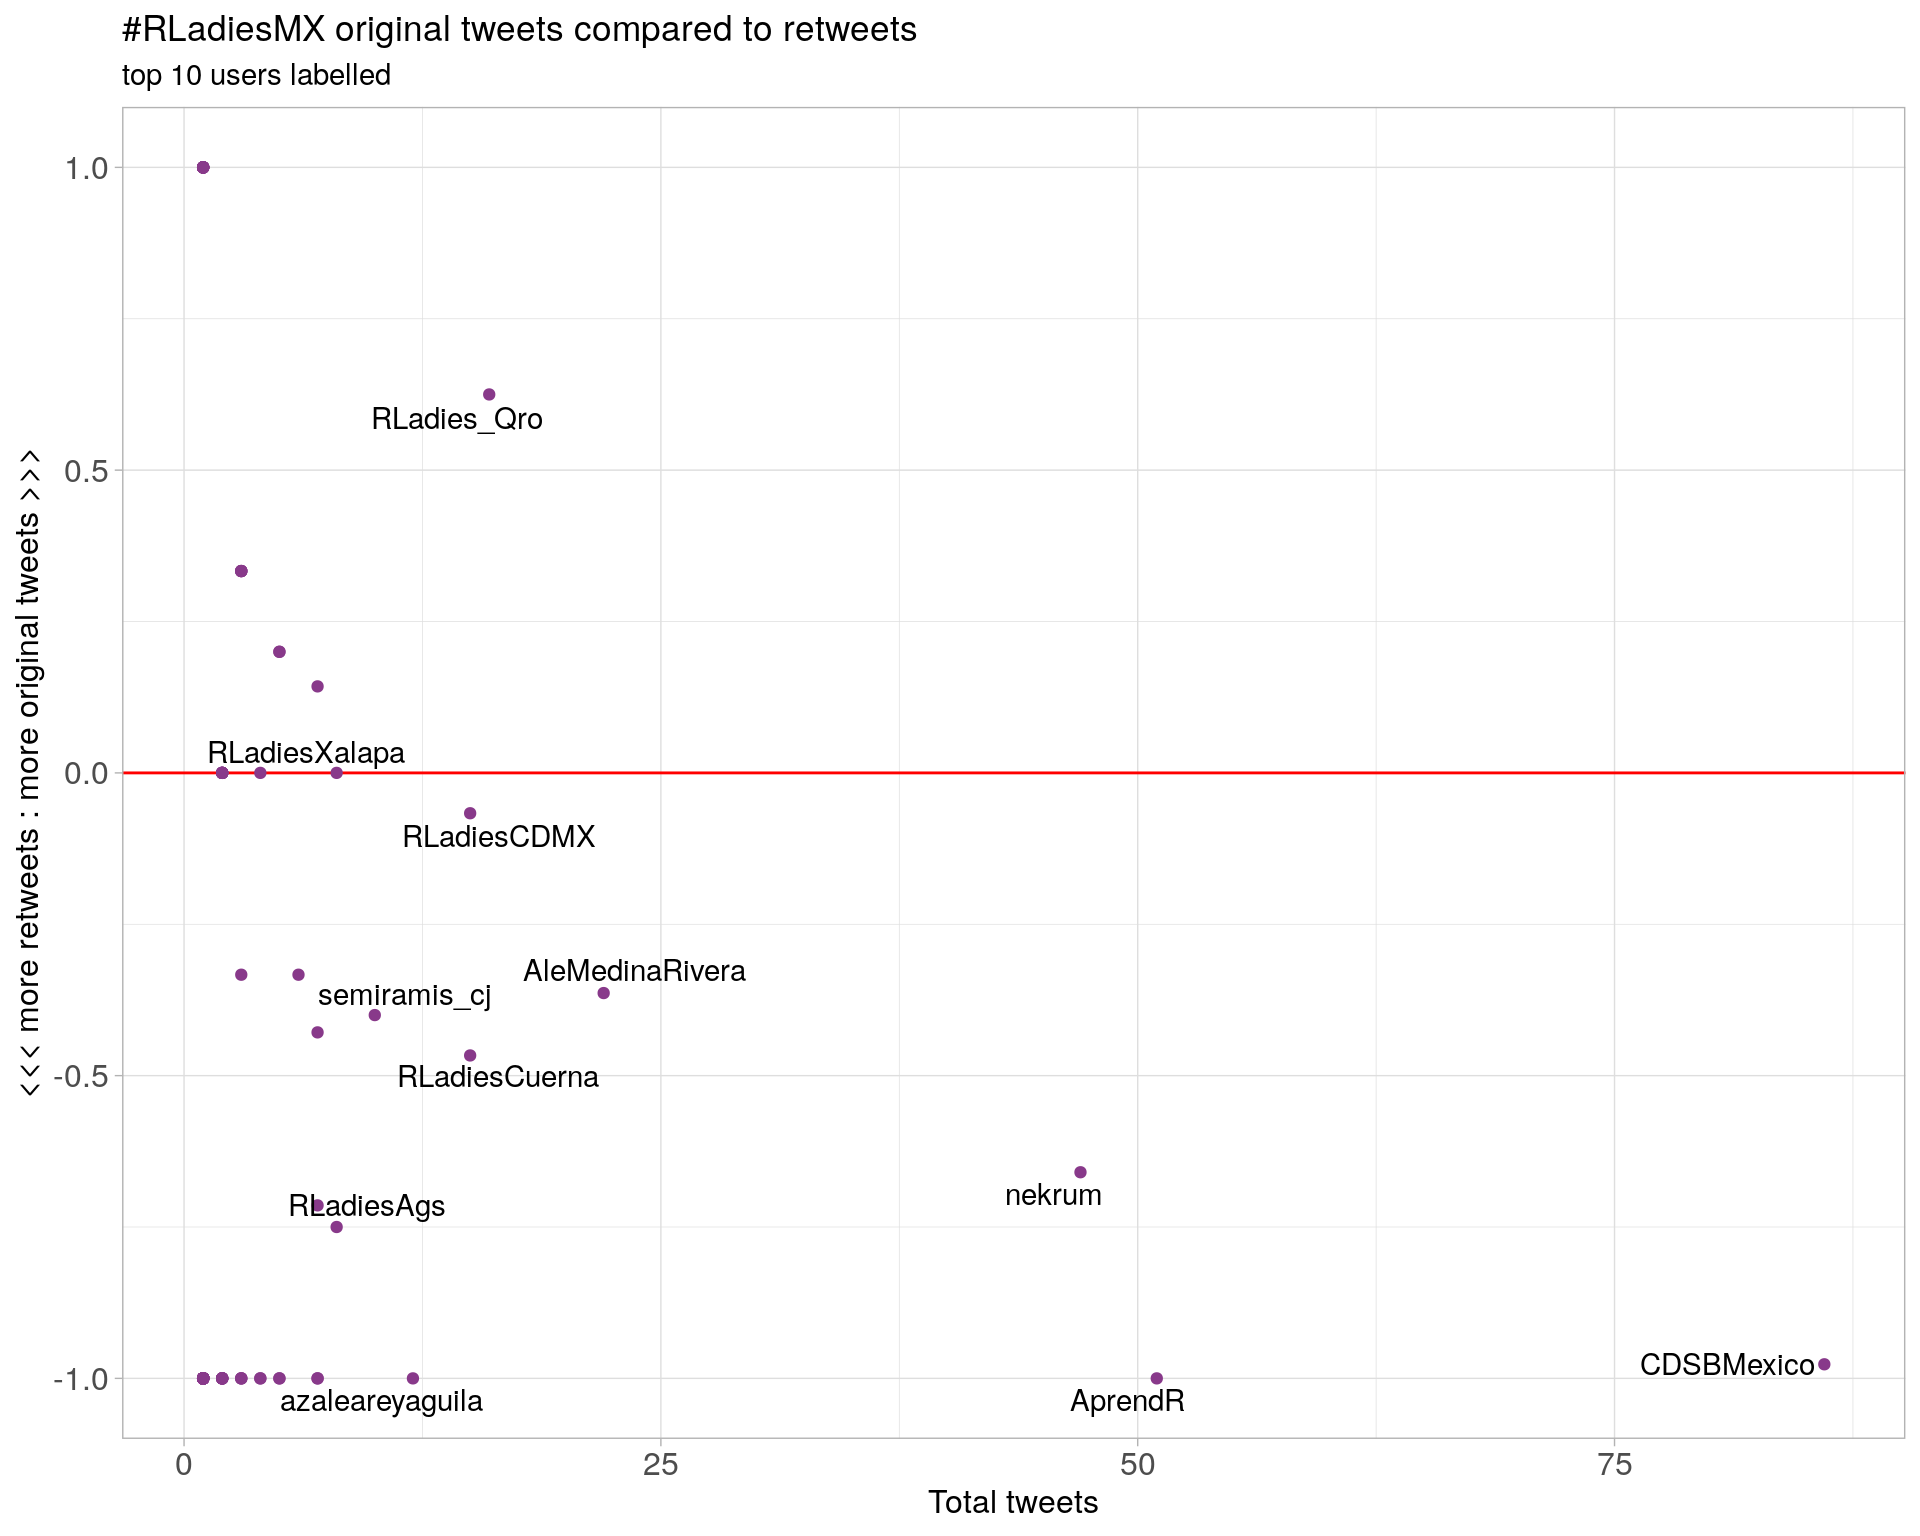 #RLadiesMX original tweets compared to retweets
top 10 users labelled
<<< more retweets : more original tweets >>>
1.0
0.5
0.0
-0.5
-1.0
RLadies_Qro
RLadiesXalapa
RLadiesCDMX
AleMedinaRivera
semiramis_cj
RLadiesCuerna
nekrum
RLadiesAgs
CDSBMexico
azaleareyaguila
AprendR
0
25
50
75
Total tweets